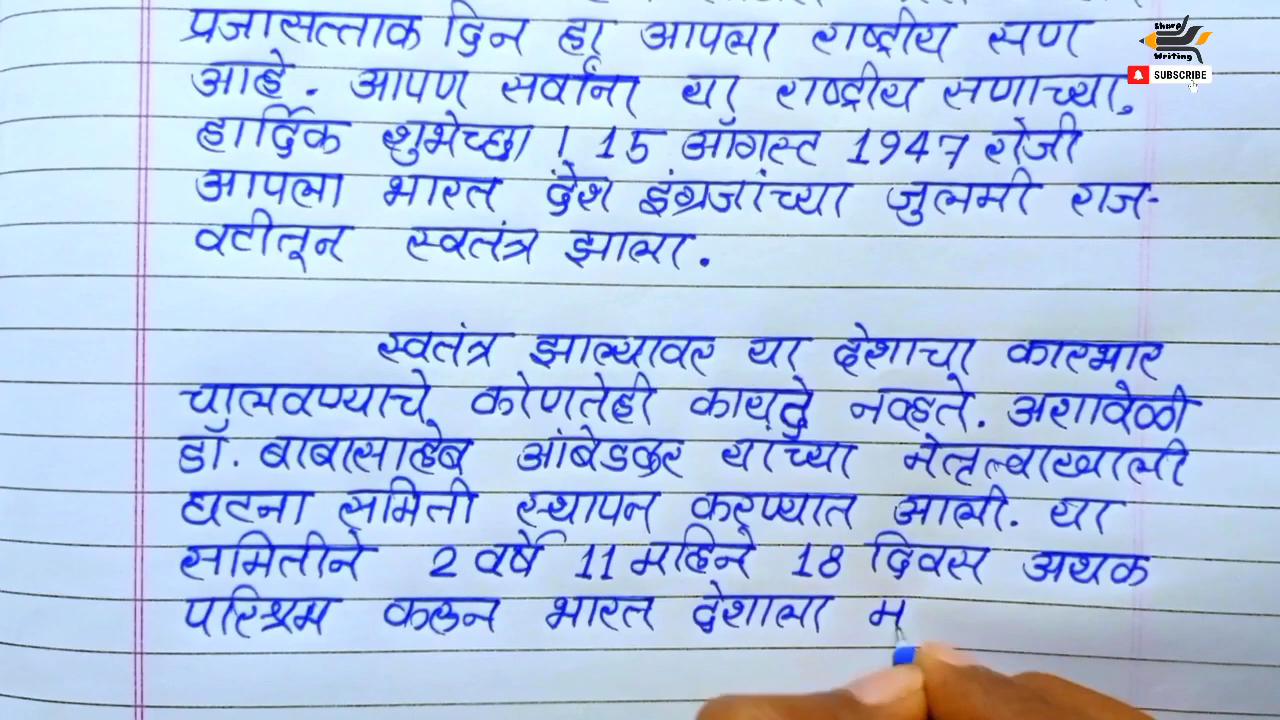 प्रजासत्ताक दिन हा आपला राष्ट्रीय सण
आहे. आपण सर्वांना या राष्ट्रीय सणाच्या
हार्दिक शुभेच्छा । 15 ऑगस्ट 1947 रोजी
आपला भारत देश इंग्रजांच्या जुलमी राज-
वटीतून स्वतंत्र झाला.
स्वतंत्र झाल्यावर या देशाचा कारभार
चालवण्याचे कोणतेही कायदे नव्हते. अशावेळी
डॉ. बाबासाहेब आंबेडकर यांच्या नेतृत्वाखाली
घटना समिती स्थापन करण्यात आली. या
समितीने 2 वर्षे 11 महिने 18 दिवस अथक
परिश्रम करून भारत देशाला म
Sharp
Writing
SUBSCRIBE